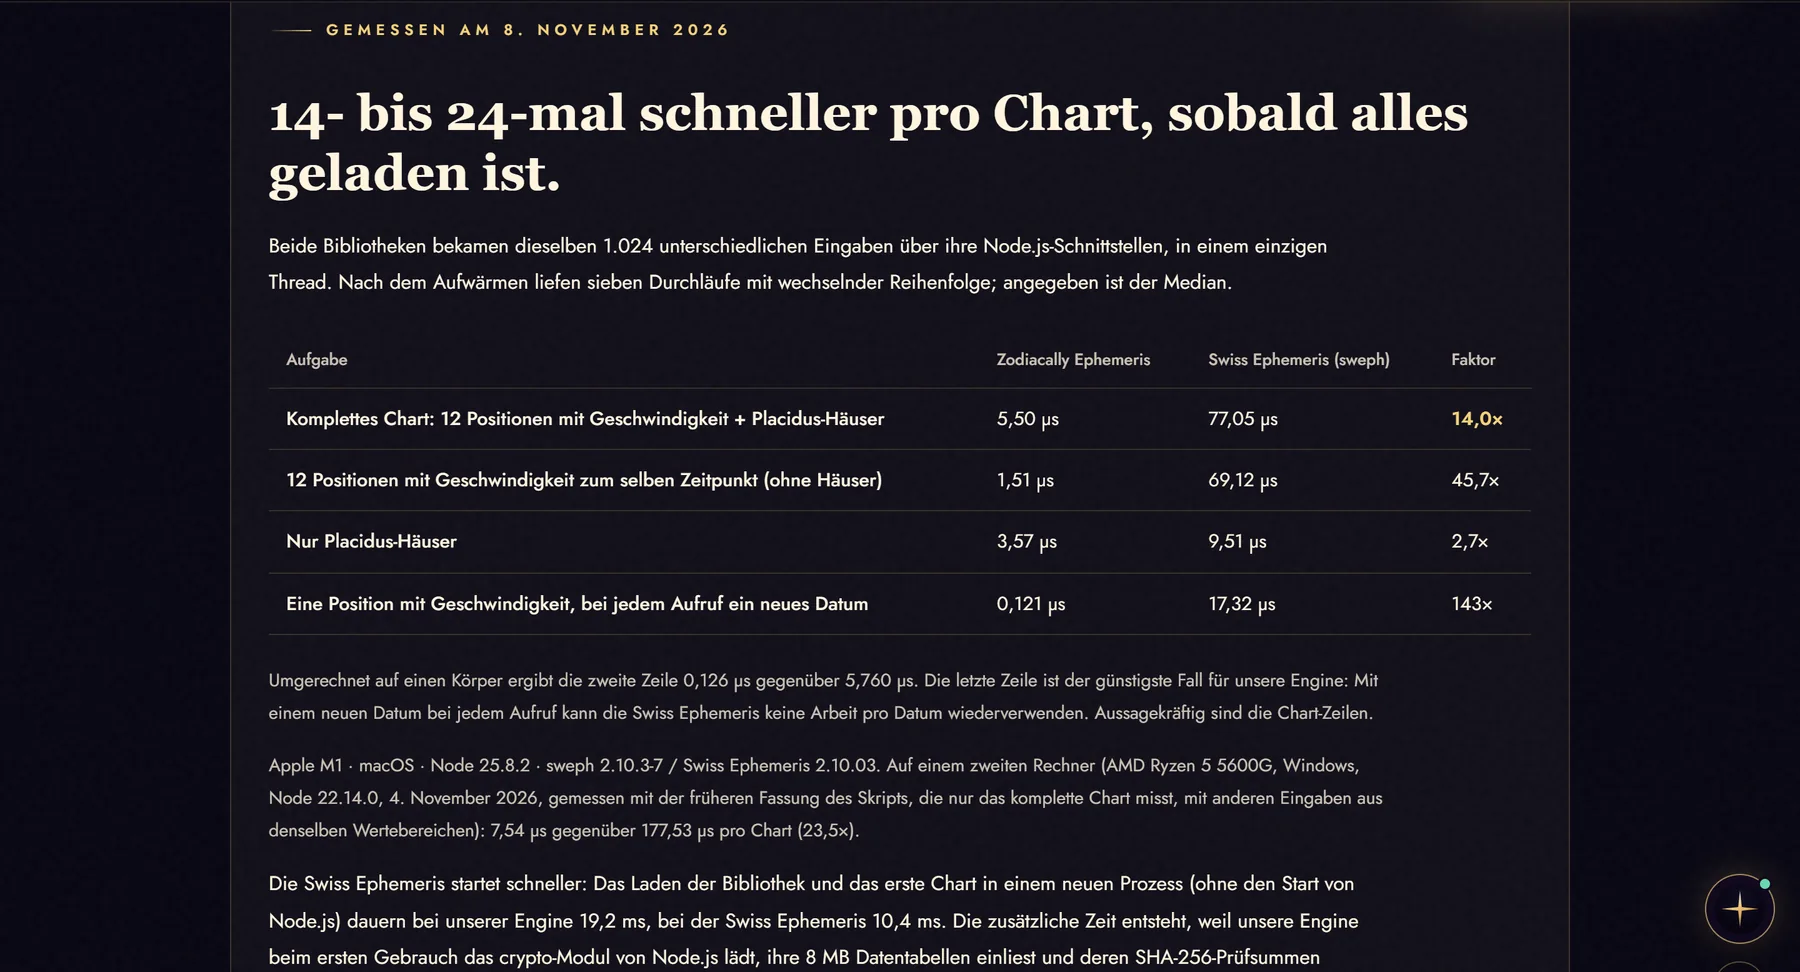 GEMESSEN AM 8. NOVEMBER 2026
14- bis 24-mal schneller pro Chart, sobald alles
geladen ist.
Beide Bibliotheken bekamen dieselben 1.024 unterschiedlichen Eingaben über ihre Node.js-Schnittstellen, in einem einzigen
Thread. Nach dem Aufwärmen liefen sieben Durchläufe mit wechselnder Reihenfolge; angegeben ist der Median.
Aufgabe Zodiacally Ephemeris Swiss Ephemeris (sweph) Faktor
Komplettes Chart: 12 Positionen mit Geschwindigkeit + Placidus-Häuser 5,50 µs 77,05 µs 14,0×
12 Positionen mit Geschwindigkeit zum selben Zeitpunkt (ohne Häuser) 1,51 µs 69,12 µs 45,7×
Nur Placidus-Häuser 3,57 µs 9,51 µs 2,7×
Eine Position mit Geschwindigkeit, bei jedem Aufruf ein neues Datum 0,121 µs 17,32 µs 143×
Umgerechnet auf einen Körper ergibt die zweite Zeile 0,126 µs gegenüber 5,760 µs. Die letzte Zeile ist der günstigste Fall für unsere Engine: Mit
einem neuen Datum bei jedem Aufruf kann die Swiss Ephemeris keine Arbeit pro Datum wiederverwenden. Aussagekräftig sind die Chart-Zeilen.
Apple M1 · macOS · Node 25.8.2 · sweph 2.10.3-7 / Swiss Ephemeris 2.10.03. Auf einem zweiten Rechner (AMD Ryzen 5 5600G, Windows,
Node 22.14.0, 4. November 2026, gemessen mit der früheren Fassung des Skripts, die nur das komplette Chart misst, mit anderen Eingaben aus
denselben Wertebereichen): 7,54 µs gegenüber 177,53 µs pro Chart (23,5×).
Die Swiss Ephemeris startet schneller: Das Laden der Bibliothek und das erste Chart in einem neuen Prozess (ohne den Start von
Node.js) dauern bei unserer Engine 19,2 ms, bei der Swiss Ephemeris 10,4 ms. Die zusätzliche Zeit entsteht, weil unsere Engine
beim ersten Gebrauch das crypto-Modul von Node.js lädt, ihre 8 MB Datentabellen einliest und deren SHA-256-Prüfsummen